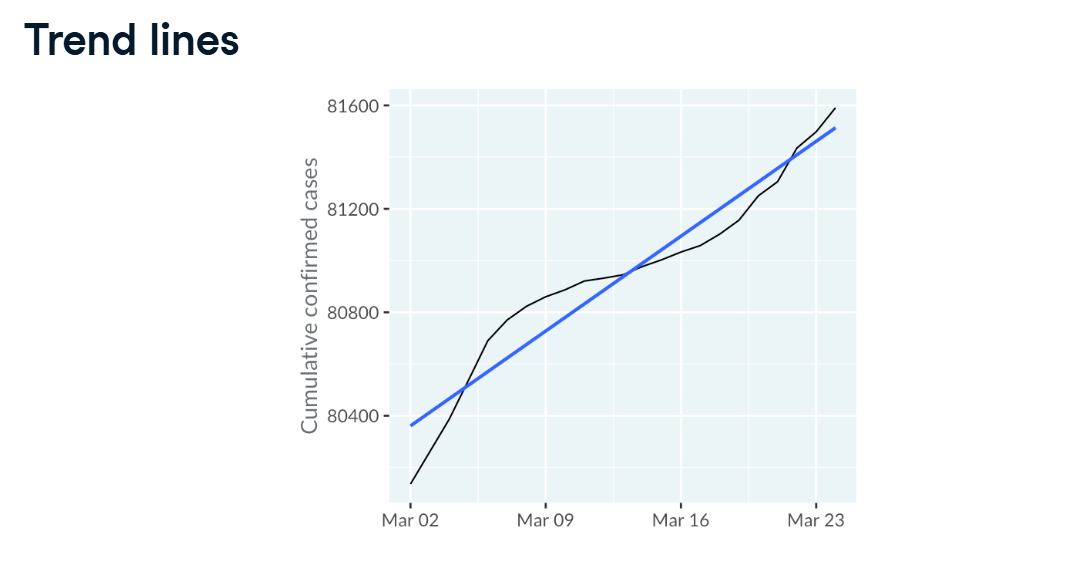 Trend lines
Cumulative confirmed cases
81600
81200
80800
80400
Mar 02 Mar 09 Mar 16 Mar 23